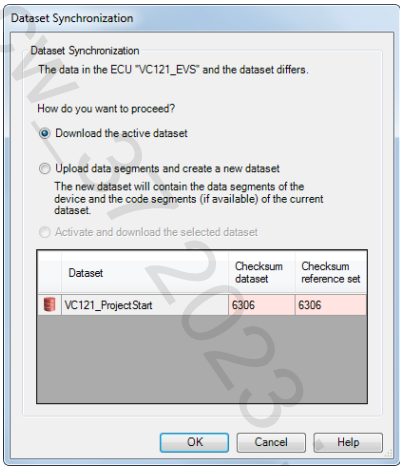 Dataset Synchronization
Dataset Synchronization
The data in the ECU "VC121_EVS" and the dataset differs.
How do you want to proceed?
Download the active dataset
Upload data segments and create a new dataset
The new dataset will contain the data segments of the
device and the code segments (if available) of the current
dataset.
Activate and download the selected dataset
Dataset Checksum dataset Checksum reference set
VC121_ProjectStart 6306 6306
OK Cancel Help